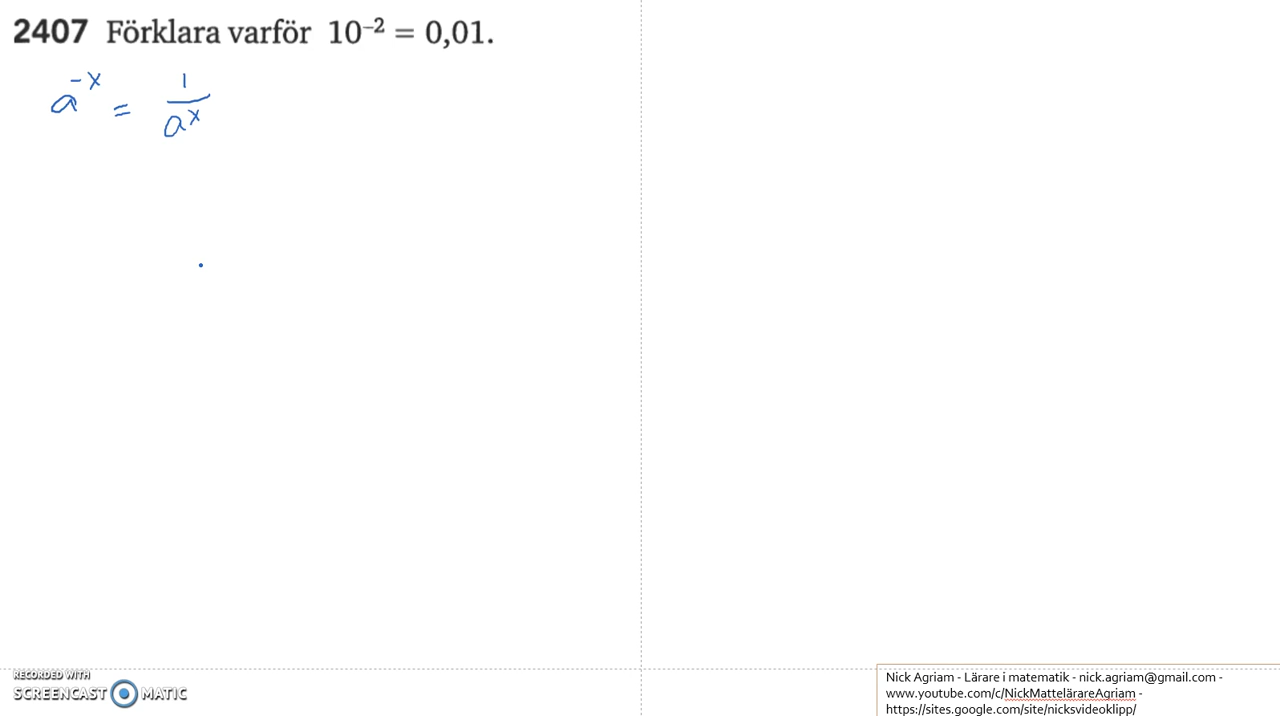 2407 Förklara varför 10⁻² = 0,01.
a⁻ˣ = 1/aˣ
RECORDED WITH
SCREENCAST MATIC
Nick Agriam - Lärare i matematik - nick.agriam@gmail.com -
www.youtube.com/c/NickMattelärareAgriam -
https://sites.google.com/site/nicksvideoklipp/